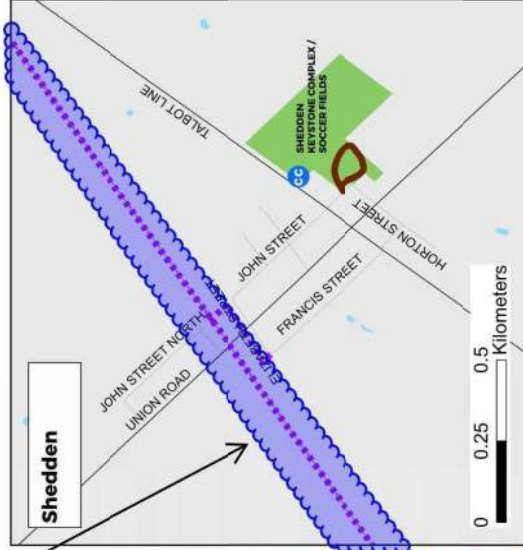 Shedden
TALBOT LINE
SHEDDEN
KEYSTONE COMPLEX /
SOCCER FIELDS
CC
JOHN STREET
JOHN STREET NORTH
UNION ROAD
FRANCIS STREET
HORTON STREET
0
0.25
0.5
Kilometers